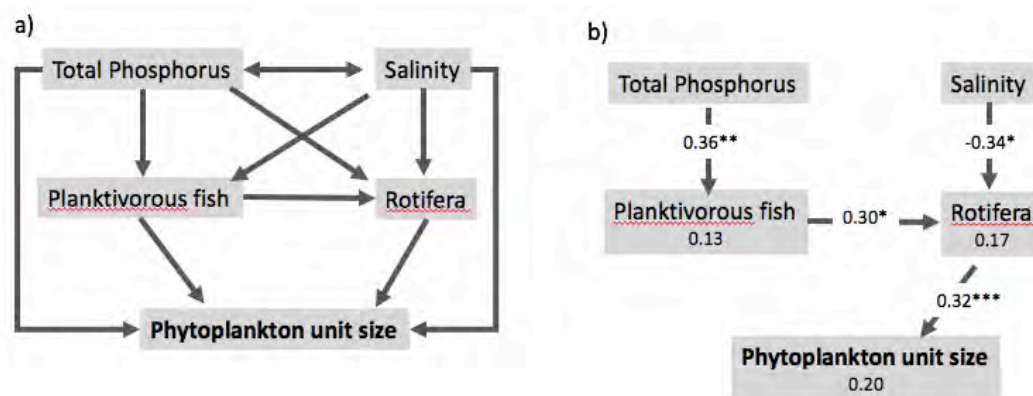 a)
Total Phosphorus
Salinity
Planktivorous fish
Rotifera
Phytoplankton unit size
b)
Total Phosphorus
Salinity
0.36**
-0.34*
Planktivorous fish
0.13
0.30*
Rotifera
0.17
0.32***
Phytoplankton unit size
0.20